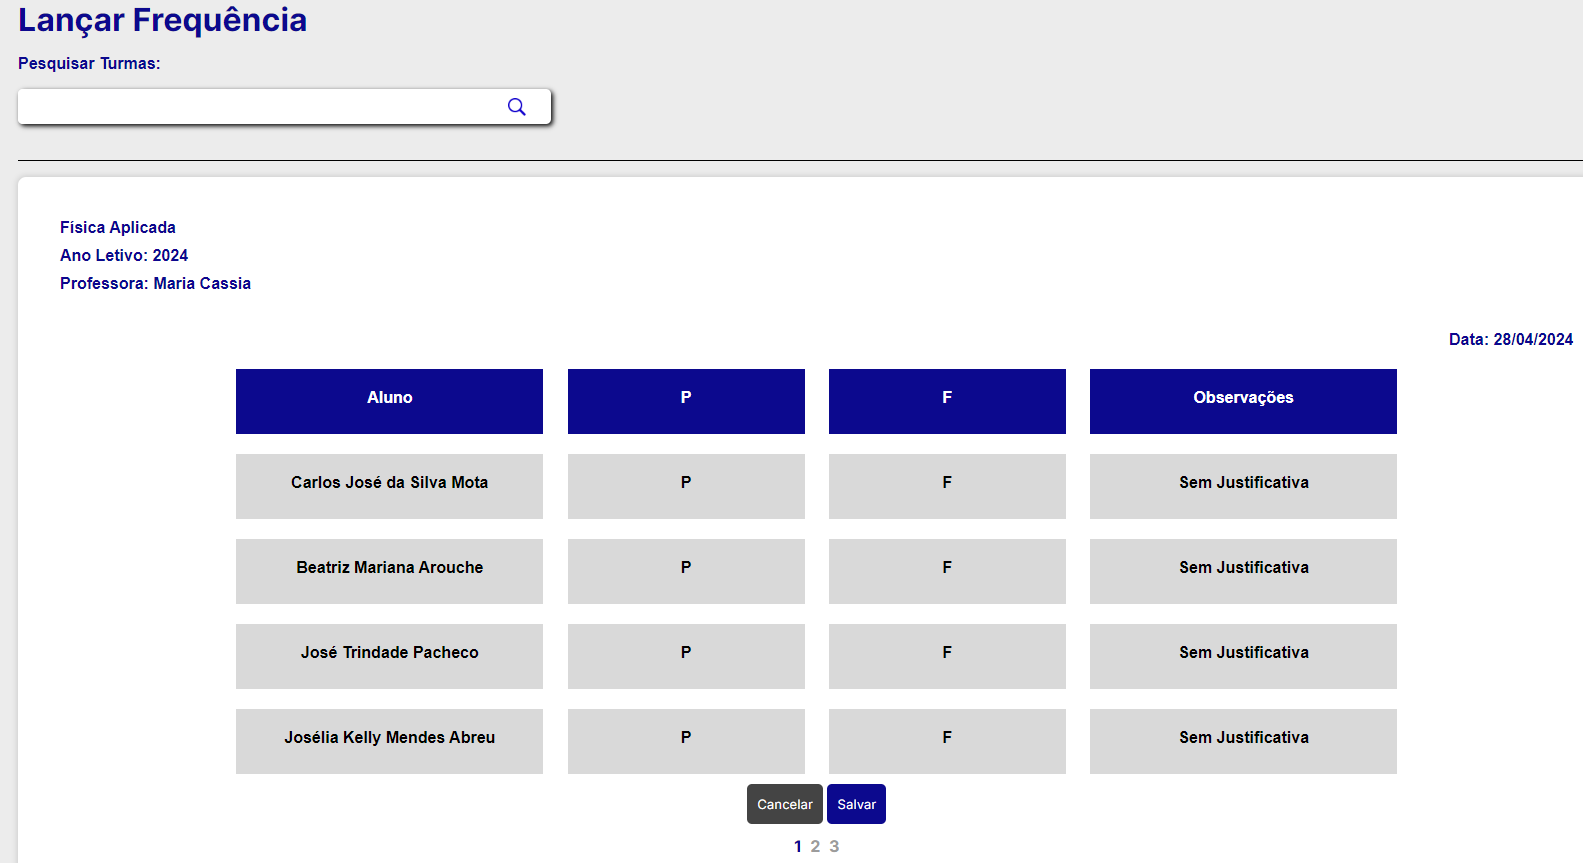 Lançar Frequência
Pesquisar Turmas:
Física Aplicada
Ano Letivo: 2024
Professora: Maria Cassia
Data: 28/04/2024
Aluno P F Observações
Carlos José da Silva Mota P F Sem Justificativa
Beatriz Mariana Arouche P F Sem Justificativa
José Trindade Pacheco P F Sem Justificativa
Josélia Kelly Mendes Abreu P F Sem Justificativa
Cancelar Salvar
1 2 3